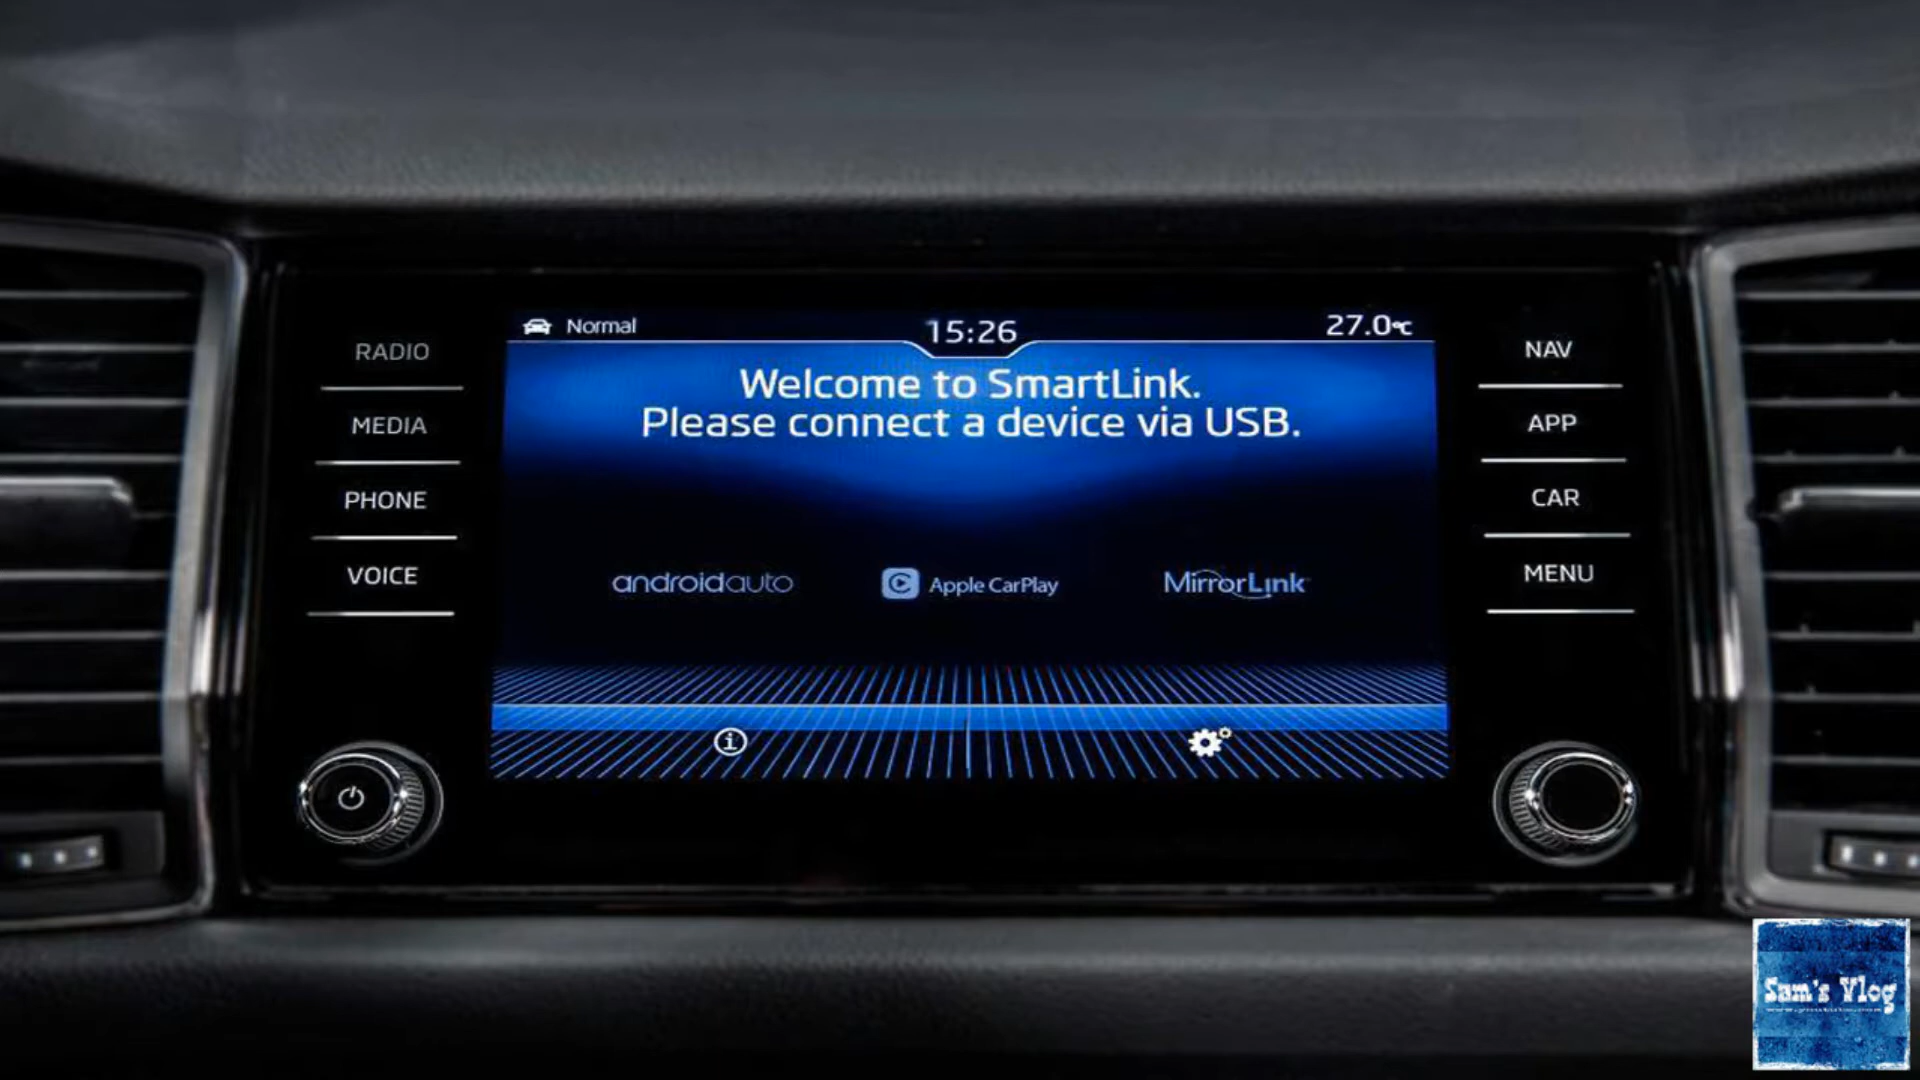 Normal
15:26
27.0°C
Welcome to SmartLink.
Please connect a device via USB.
androidauto
Apple CarPlay
MirrorLink
RADIO
MEDIA
PHONE
VOICE
NAV
APP
CAR
MENU
Sam's Vlog